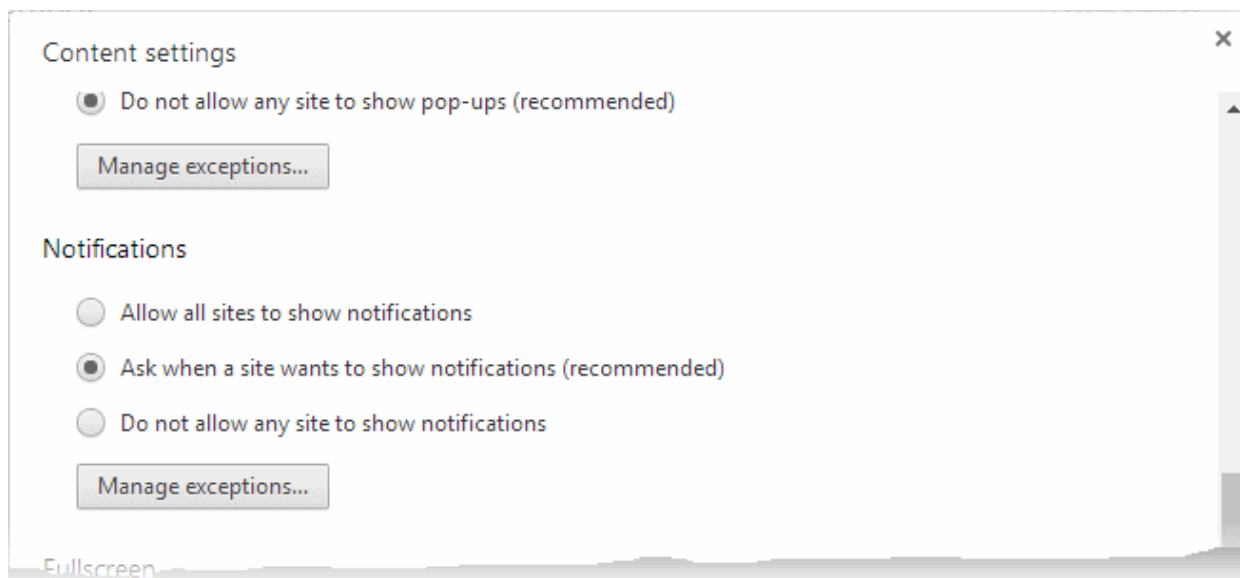 Content settings
Do not allow any site to show pop-ups (recommended)
Manage exceptions...
Notifications
Allow all sites to show notifications
Ask when a site wants to show notifications (recommended)
Do not allow any site to show notifications
Manage exceptions...
Fullscreen